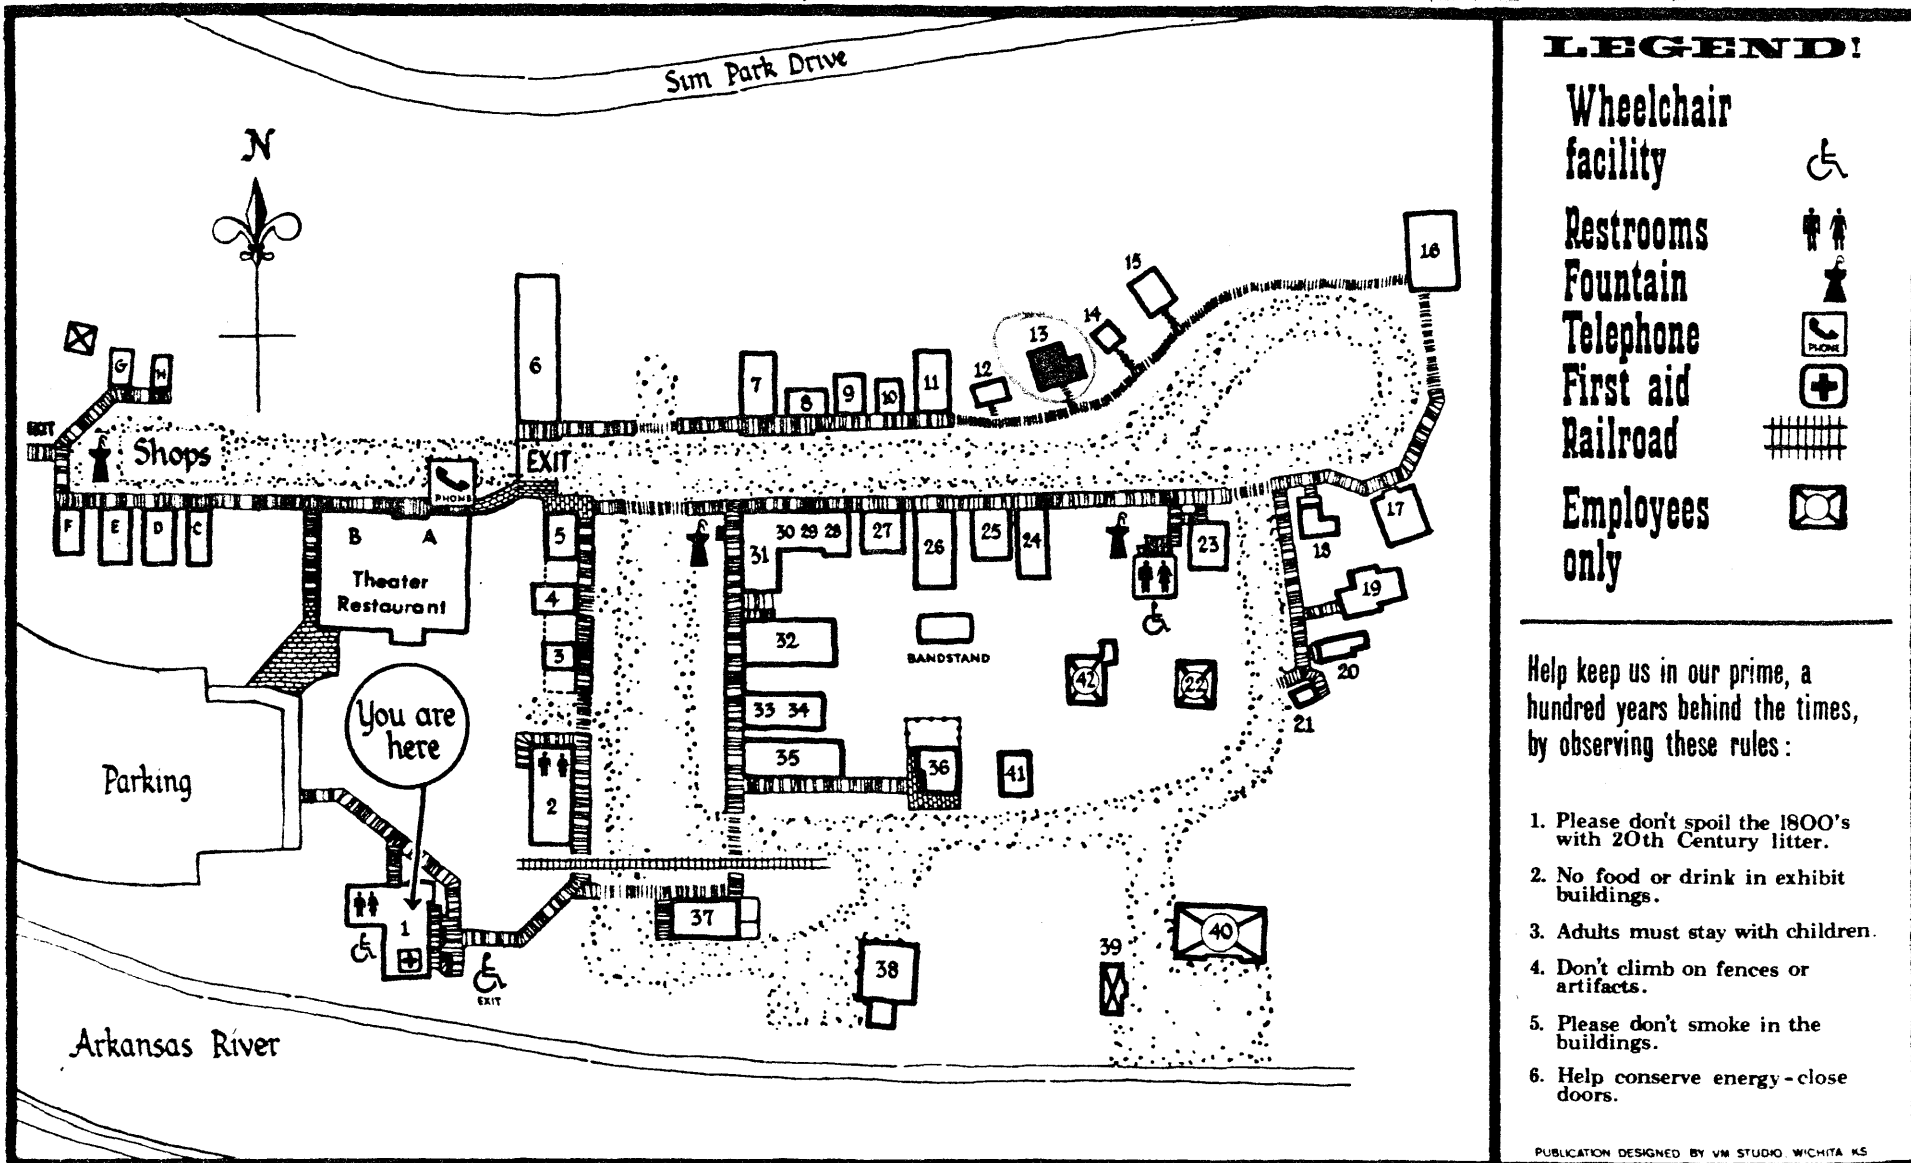 Sim Park Drive
N
16
15
14
13
12
11
10
9
8
7
6
G
H
EXIT
Shops
EXIT
PHONE
F
E
D
C
B
A
Theater
Restaurant
5
4
3
2
31
30 29 28
27
26
25
24
23
18
17
19
20
21
32
33 34
35
36
41
42
22
BANDSTAND
You are
here
Parking
1
EXIT
37
38
39
40
Arkansas River
LEGEND!
Wheelchair
facility
Restrooms
Fountain
Telephone
PHONE
First aid
Railroad
Employees
only
Help keep us in our prime, a
hundred years behind the times,
by observing these rules:
1. Please don't spoil the 1800's
with 20th Century litter.
2. No food or drink in exhibit
buildings.
3. Adults must stay with children.
4. Don't climb on fences or
artifacts.
5. Please don't smoke in the
buildings.
6. Help conserve energy-close
doors.
PUBLICATION DESIGNED BY VM STUDIO. WICHITA KS